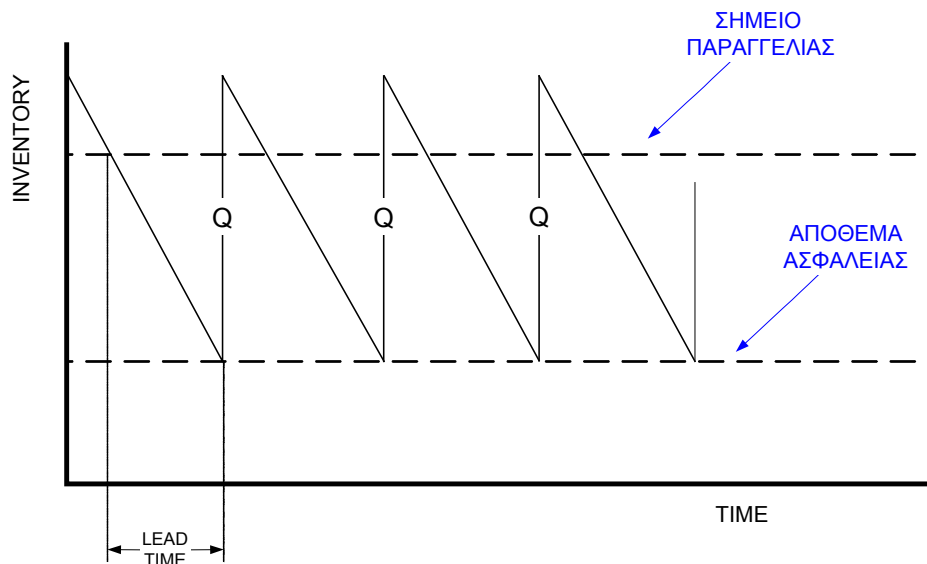 ΣΗΜΕΙΟ
ΠΑΡΑΓΓΕΛΙΑΣ
INVENTORY
Q
Q
Q
ΑΠΟΘΕΜΑ
ΑΣΦΑΛΕΙΑΣ
TIME
LEAD
TIME